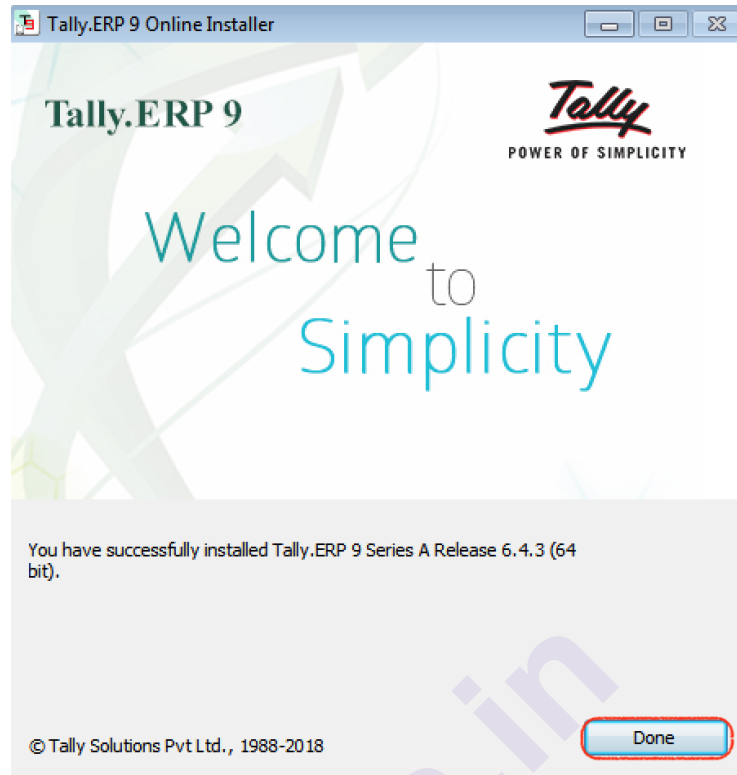 Tally.ERP 9 Online Installer
Tally.ERP 9
Tally
POWER OF SIMPLICITY
Welcome
to
Simplicity
You have successfully installed Tally.ERP 9 Series A Release 6.4.3 (64
bit).
© Tally Solutions Pvt Ltd., 1988-2018
Done
.in